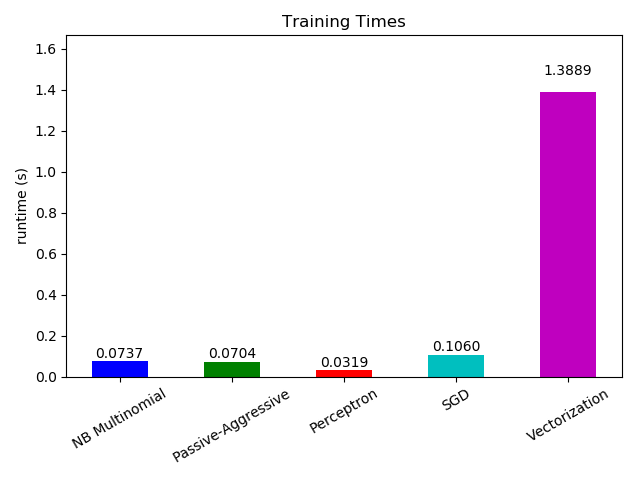 Training Times
runtime (s)
1.6
1.4
1.2
1.0
0.8
0.6
0.4
0.2
0.0
0.0737
0.0704
0.0319
0.1060
1.3889
NB Multinomial
Passive-Aggressive
Perceptron
SGD
Vectorization